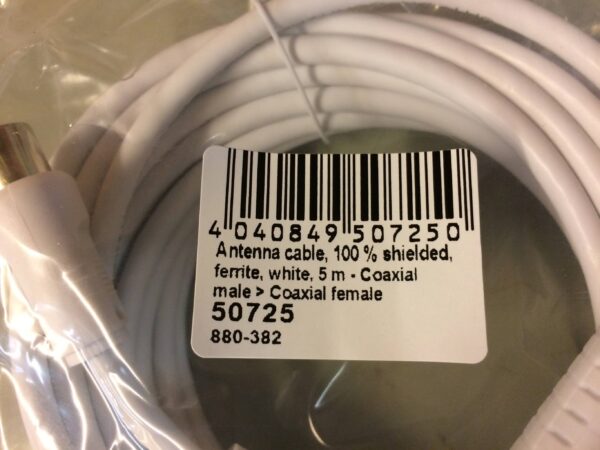 4 040849 507250
Antenna cable, 100 % shielded,
ferrite, white, 5 m - Coaxial
male > Coaxial female
50725
880-382